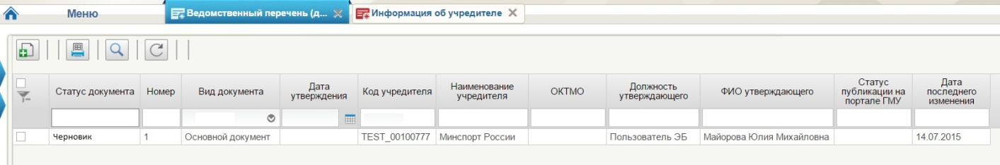 Меню
Ведомственный перечень (д...
Информация об учредителе
Статус документа
Номер
Вид документа
Дата
утверждения
Код учредителя
Наименование
учредителя
ОКТМО
Должность
утверждающего
ФИО утверждающего
Статус
публикации на
портале ГМУ
Дата
последнего
изменения
Черновик
1
Основной документ
TEST_00100777
Минспорт России
Пользователь ЭБ
Майорова Юлия Михайловна
14.07.2015